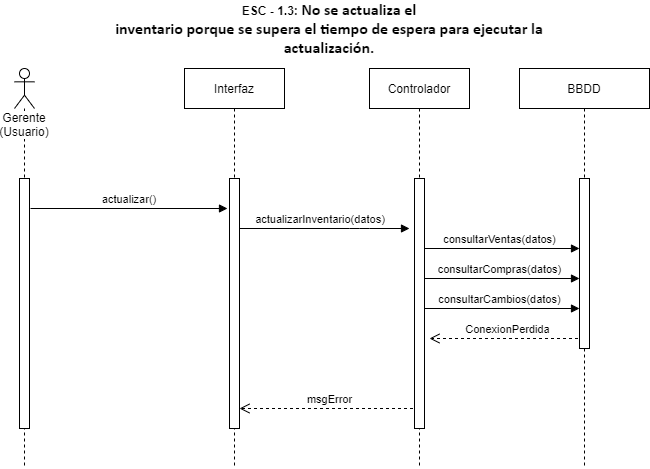 ESC - 1.3: No se actualiza el
inventario porque se supera el tiempo de espera para ejecutar la
actualización.
Gerente
(Usuario)
Interfaz
Controlador
BBDD
actualizar()
actualizarInventario(datos)
consultarVentas(datos)
consultarCompras(datos)
consultarCambios(datos)
ConexionPerdida
msgError